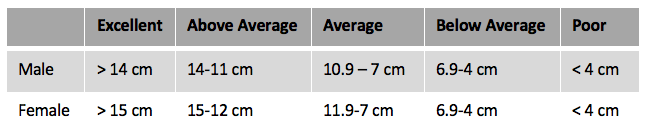 Excellent Above Average Average Below Average Poor
Male > 14 cm 14-11 cm 10.9 – 7 cm 6.9-4 cm < 4 cm
Female > 15 cm 15-12 cm 11.9-7 cm 6.9-4 cm < 4 cm